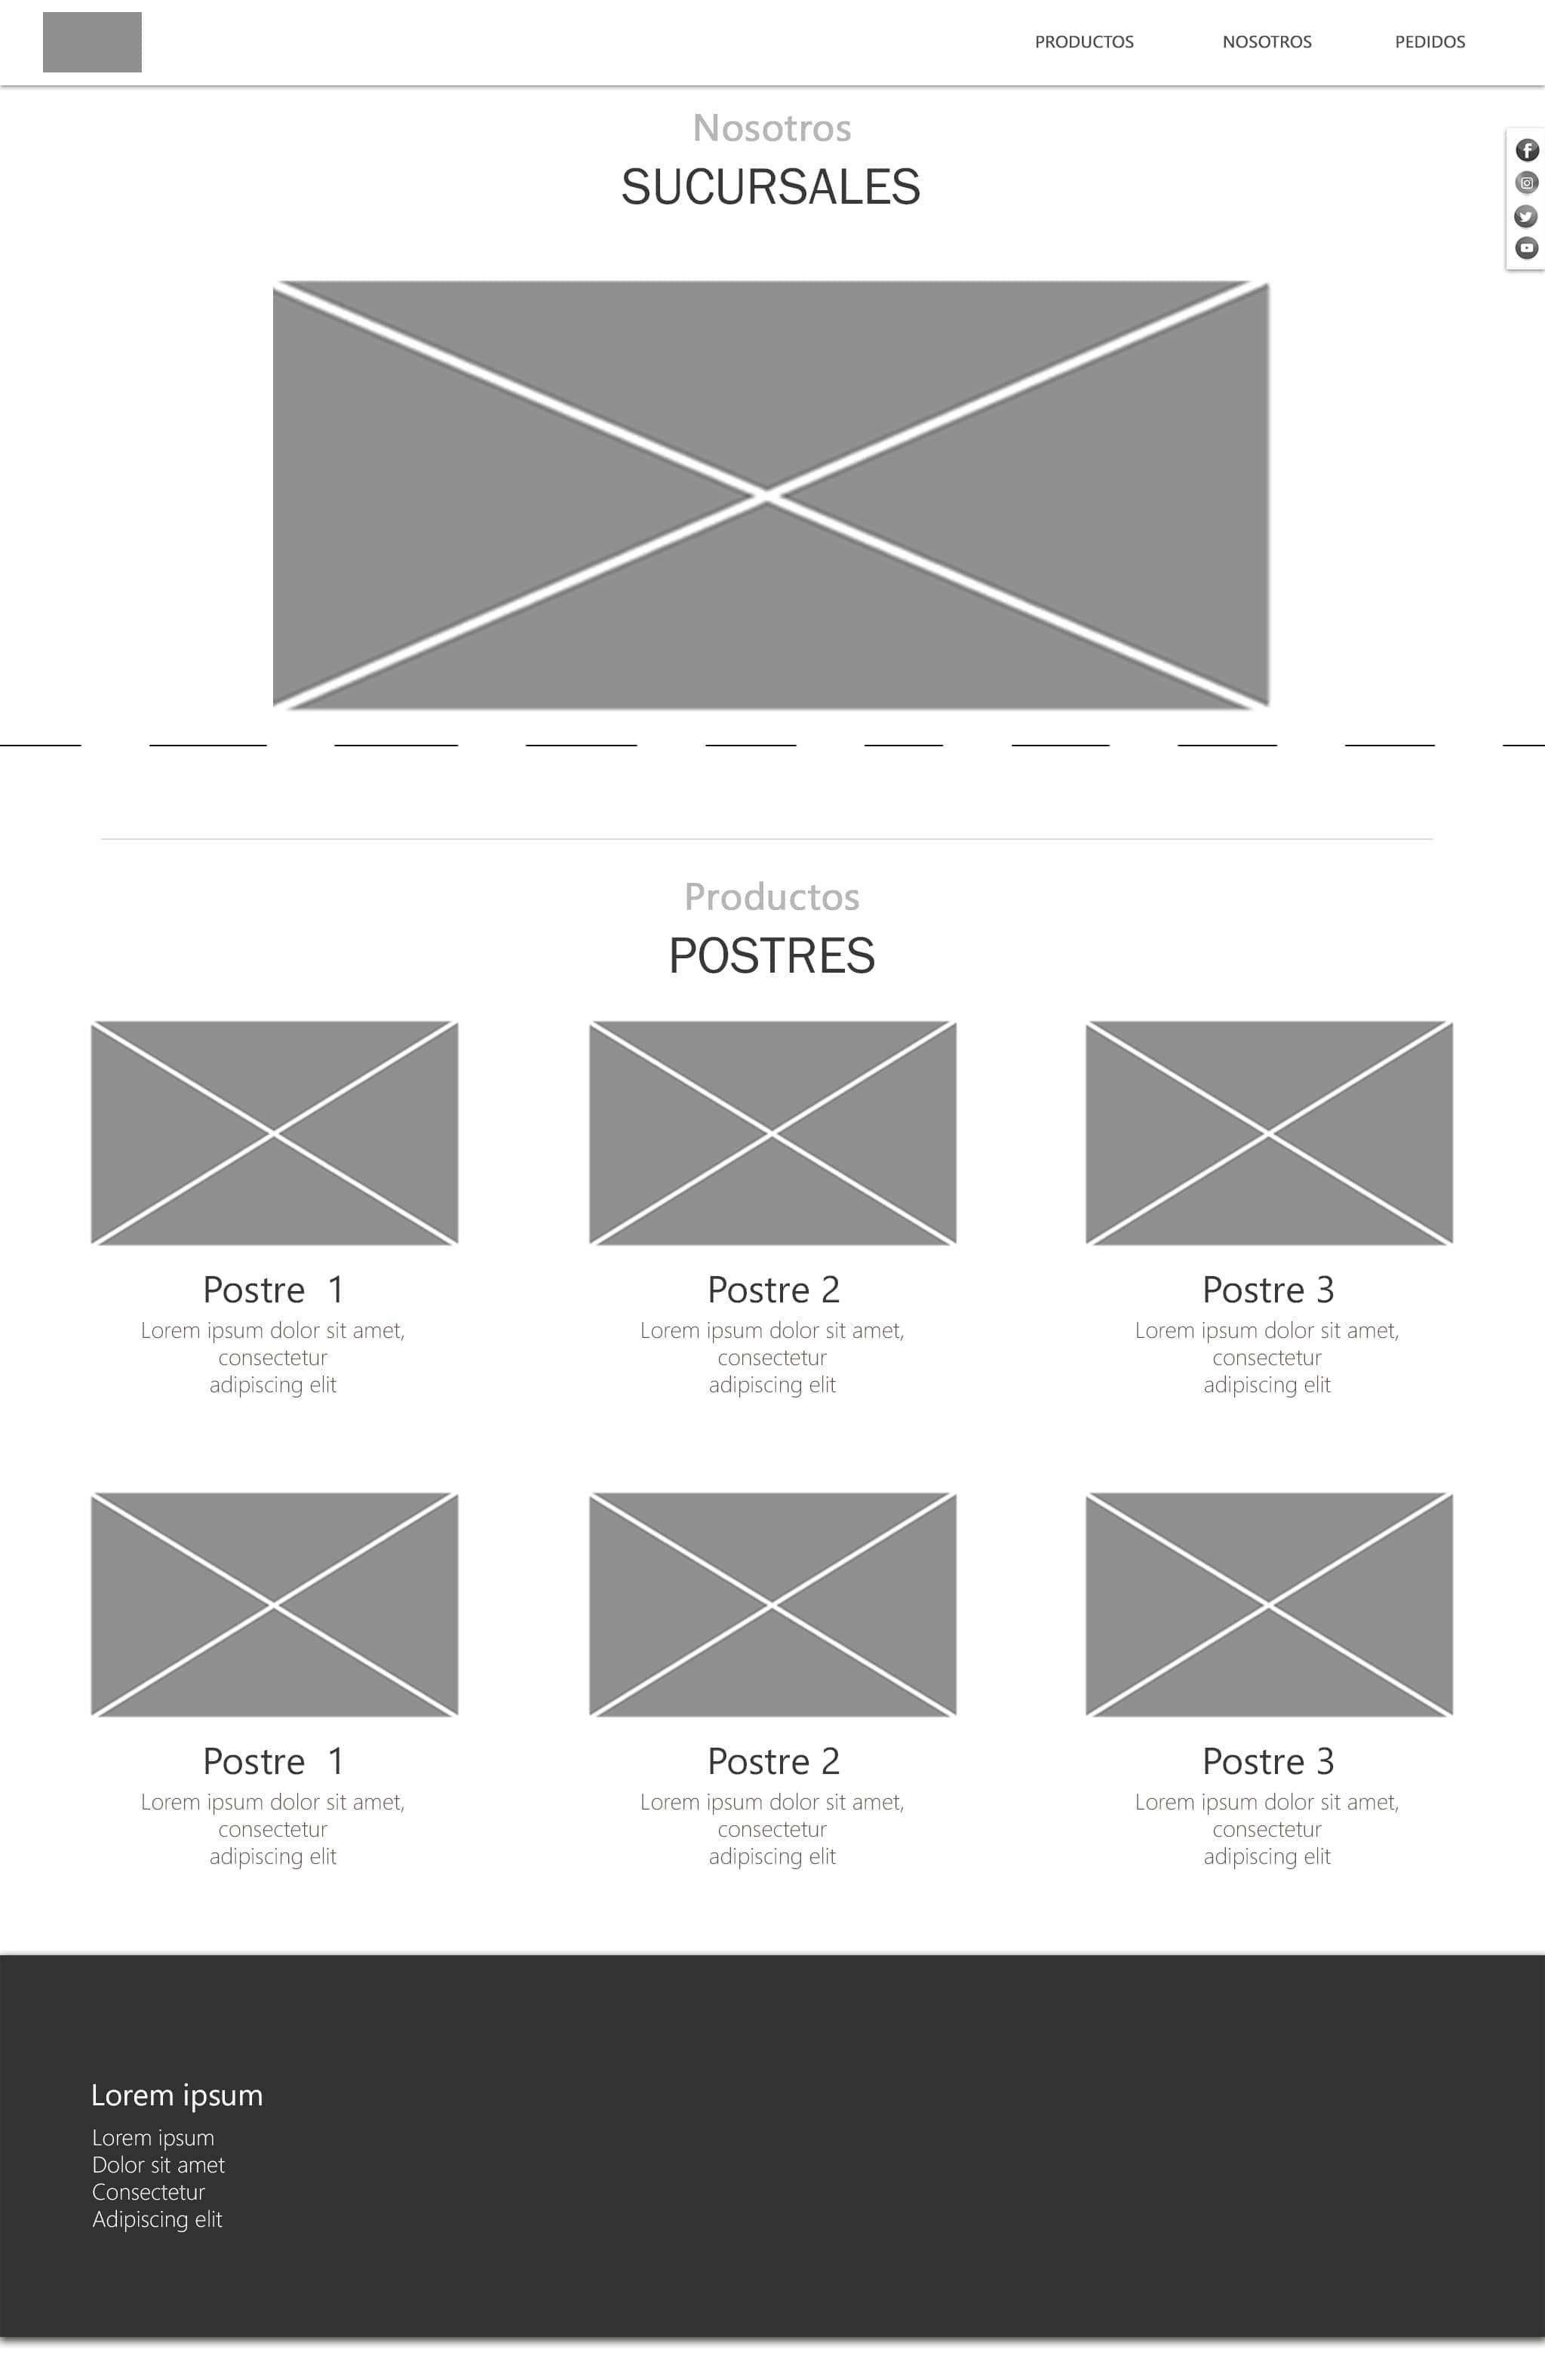 PRODUCTOS NOSOTROS PEDIDOS
Nosotros
SUCURSALES
Productos
POSTRES
Postre 1
Lorem ipsum dolor sit amet,
consectetur
adipiscing elit
Postre 2
Lorem ipsum dolor sit amet,
consectetur
adipiscing elit
Postre 3
Lorem ipsum dolor sit amet,
consectetur
adipiscing elit
Postre 1
Lorem ipsum dolor sit amet,
consectetur
adipiscing elit
Postre 2
Lorem ipsum dolor sit amet,
consectetur
adipiscing elit
Postre 3
Lorem ipsum dolor sit amet,
consectetur
adipiscing elit
Lorem ipsum
Lorem ipsum
Dolor sit amet
Consectetur
Adipiscing elit